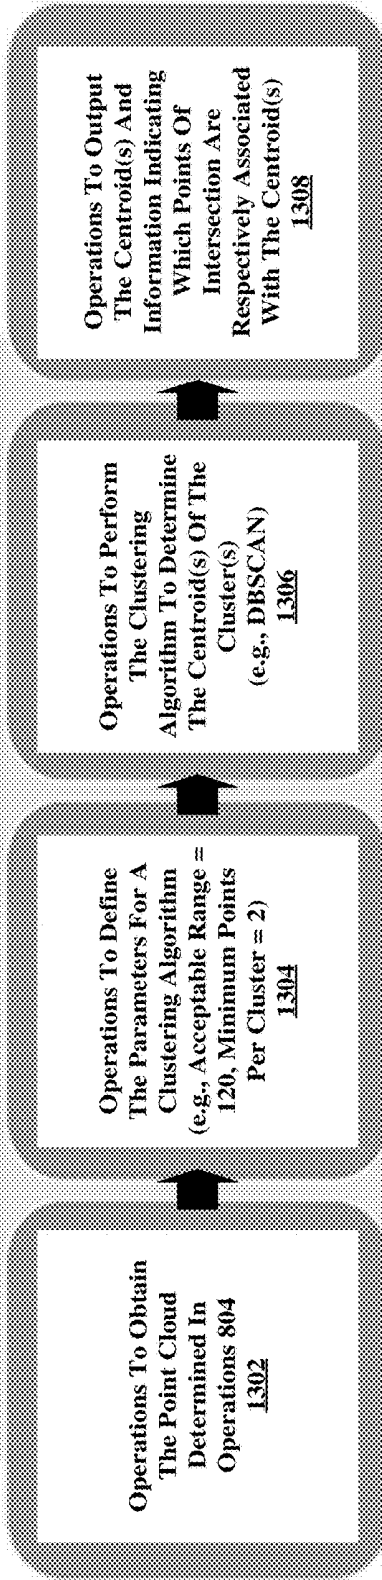 Operations To Obtain
The Point Cloud
Determined In
Operations 804
1302
Operations To Define
The Parameters For A
Clustering Algorithm
(e.g., Acceptable Range =
120, Minimum Points
Per Cluster = 2)
1304
Operations To Perform
The Clustering
Algorithm To Determine
The Centroid(s) Of The
Cluster(s)
(e.g., DBSCAN)
1306
Operations To Output
The Centroid(s) And
Information Indicating
Which Points Of
Intersection Are
Respectively Associated
With The Centroid(s)
1308